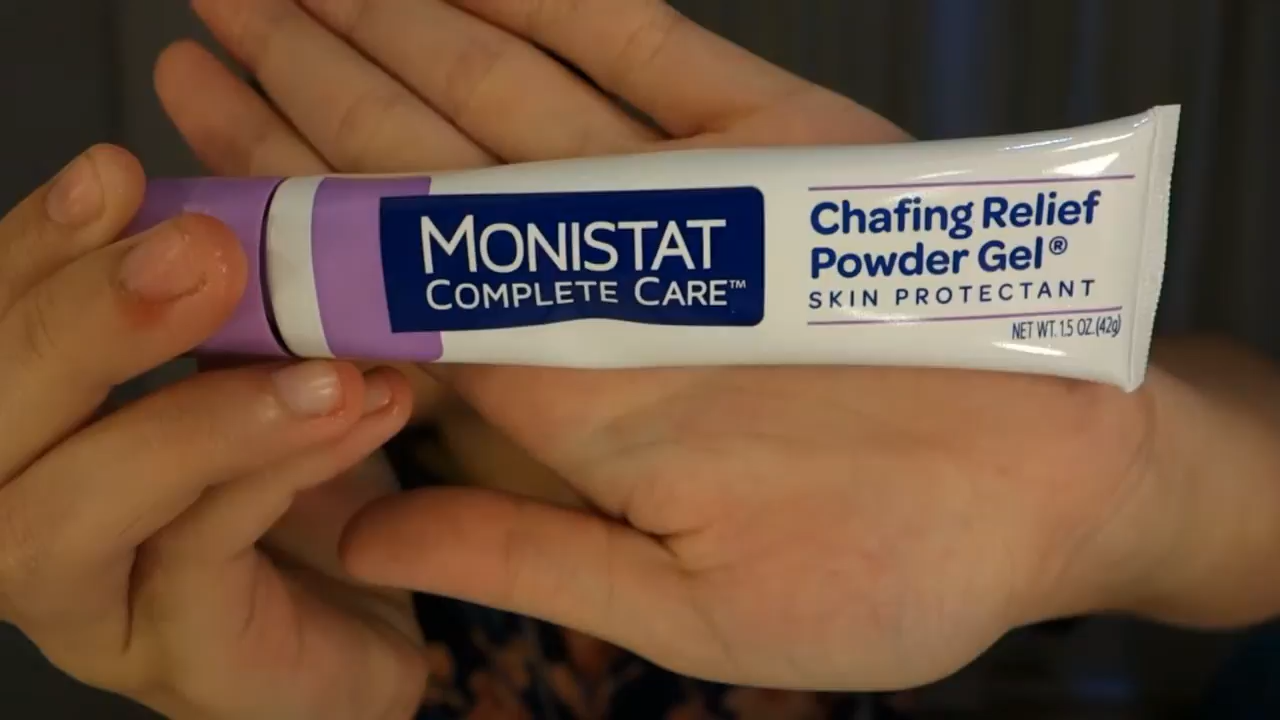 MONISTAT
COMPLETE CARE™
Chafing Relief
Powder Gel®
SKIN PROTECTANT
NET WT. 1.5 OZ.(42g)